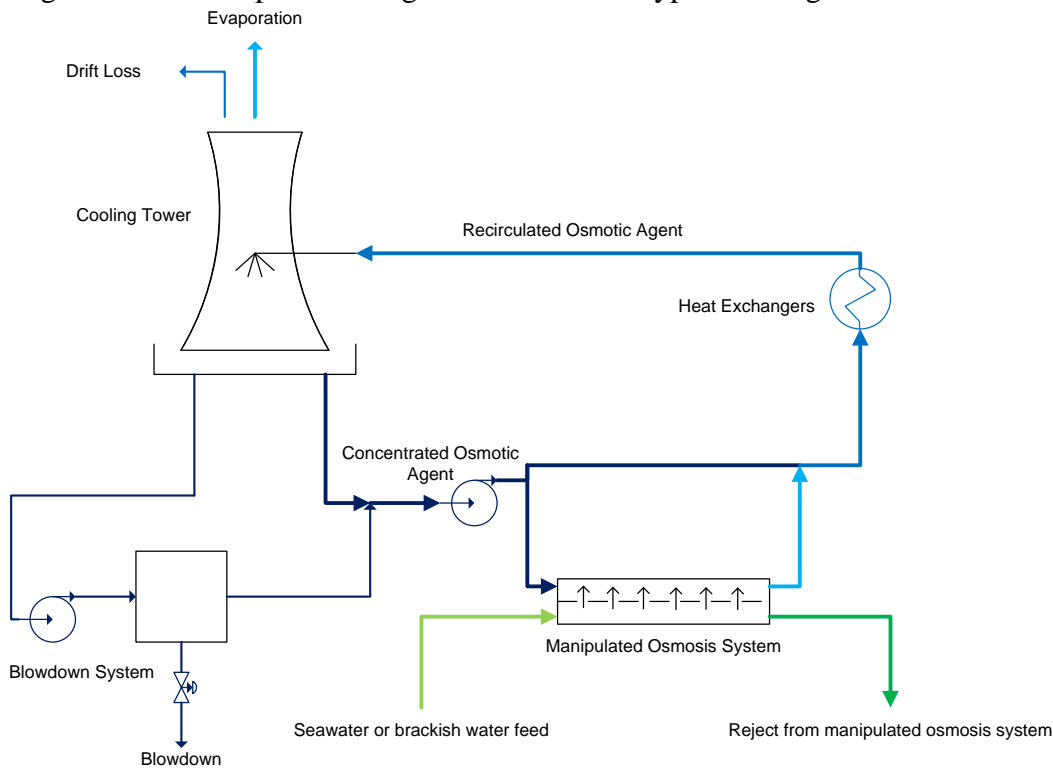 Evaporation
Drift Loss
Cooling Tower
Recirculated Osmotic Agent
Heat Exchangers
Concentrated Osmotic
Agent
Manipulated Osmosis System
Blowdown System
Seawater or brackish water feed
Reject from manipulated osmosis system
Blowdown